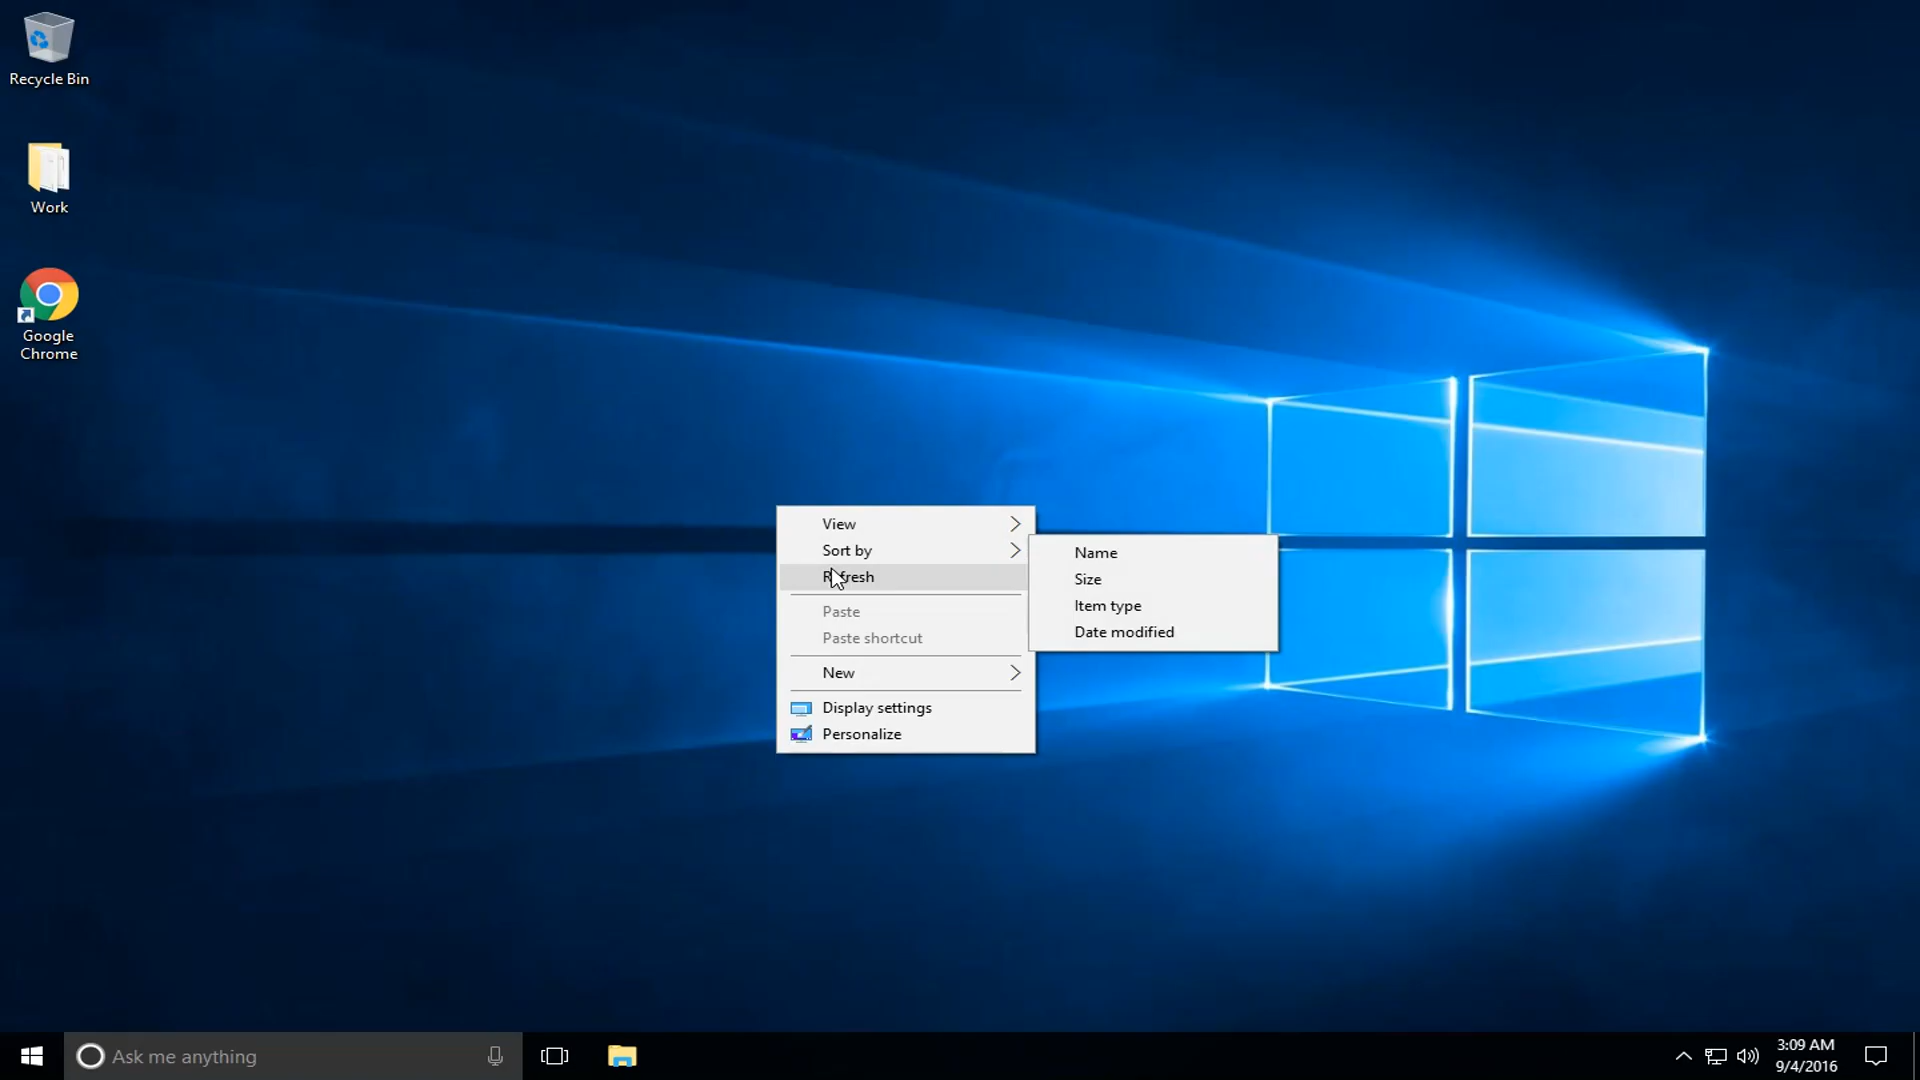 Recycle Bin
Work
Google
Chrome
View
Sort by
Refresh
Paste
Paste shortcut
New
Display settings
Personalize
Name
Size
Item type
Date modified
Ask me anything
3:09 AM
9/4/2016